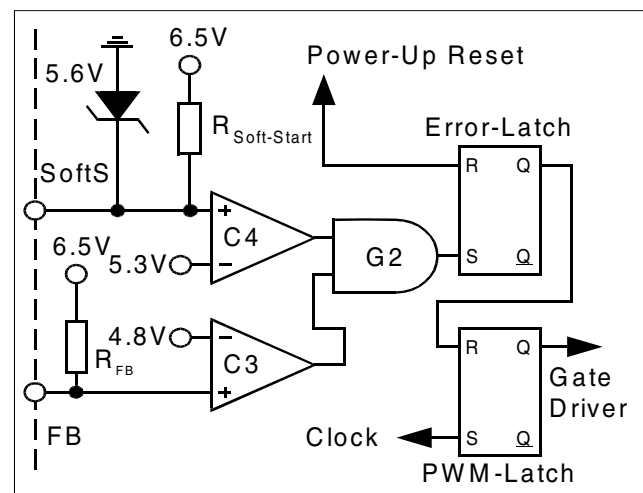 6.5V
Power-Up Reset
5.6V
R Soft-Start
Error-Latch
SoftS
R Q
+
C4
-
5.3V
G2
S Q
6.5V
4.8V
-
C3
+
R FB
R Q
Gate
Driver
FB
Clock
S Q
PWM-Latch